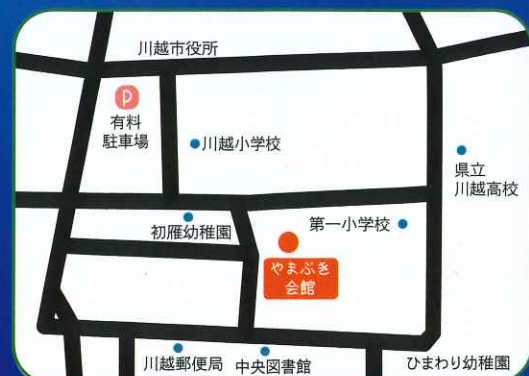 川越市役所
P
有料
駐車場
川越小学校
県立
川越高校
初雁幼稚園
第一小学校
やまぶき
会館
川越郵便局
中央図書館
ひまわり幼稚園